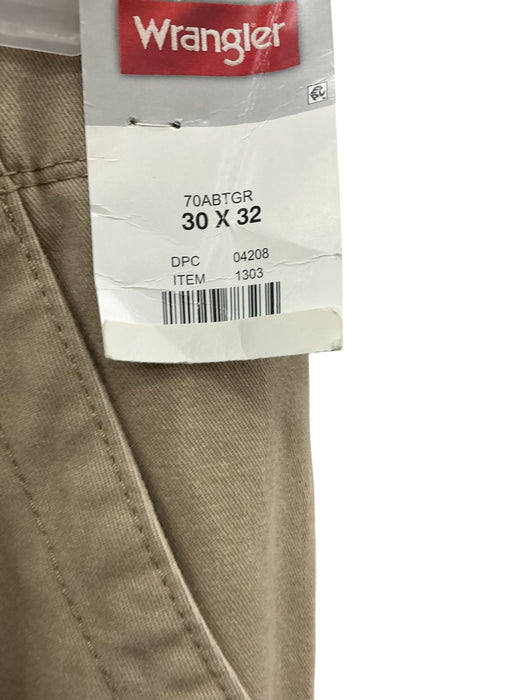 Wrangler
70ABTGR
30 X 32
DPC 04208
ITEM 1303